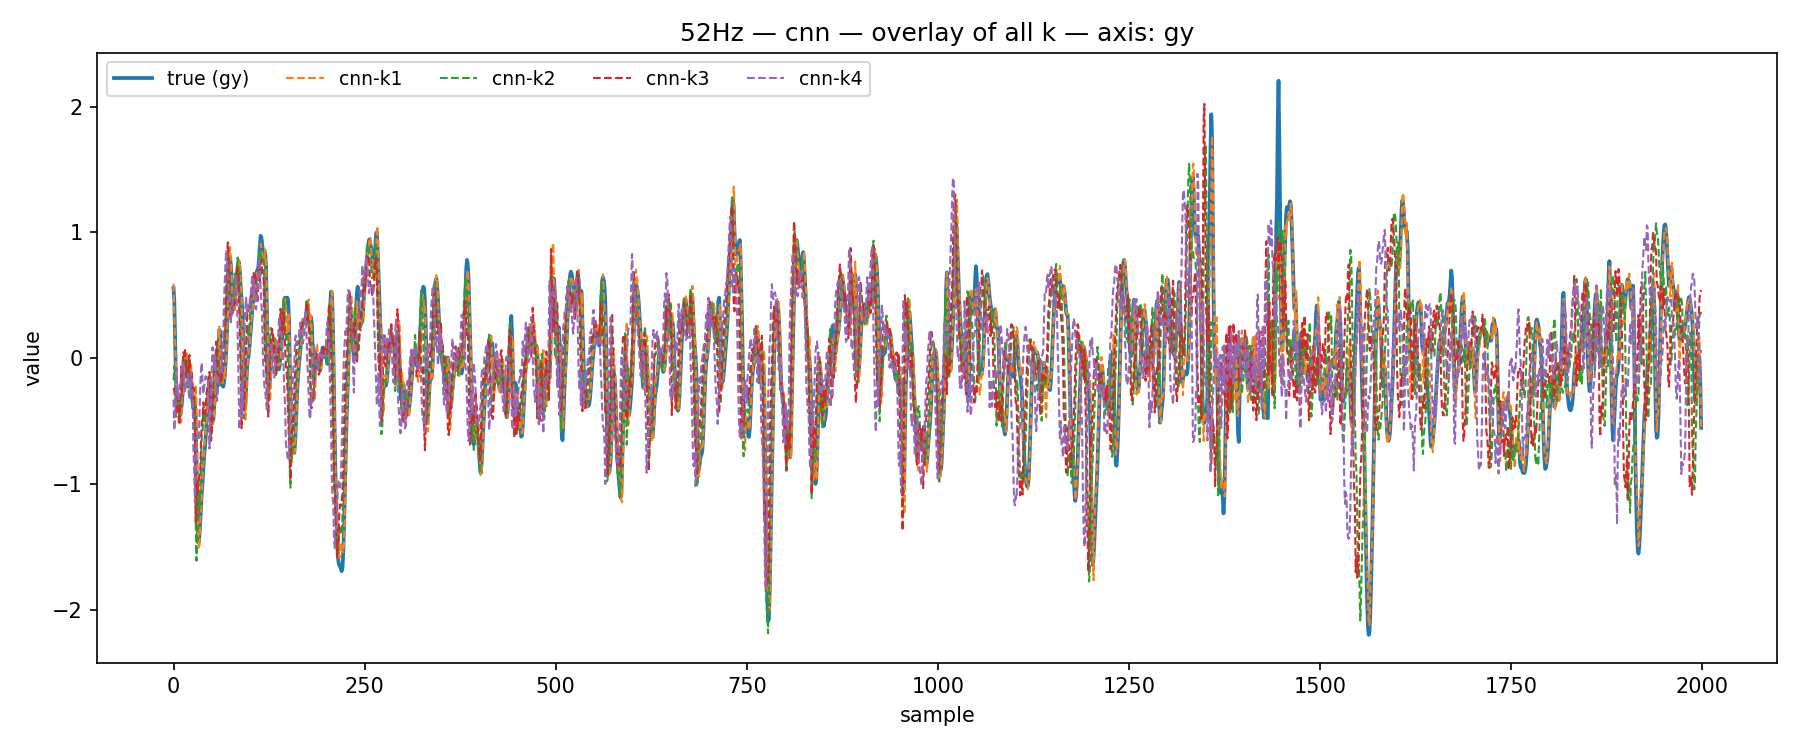 52Hz — cnn — overlay of all k — axis: gy
true (gy) cnn-k1 cnn-k2 cnn-k3 cnn-k4
2
1
0
−1
−2
value
0 250 500 750 1000 1250 1500 1750 2000
sample